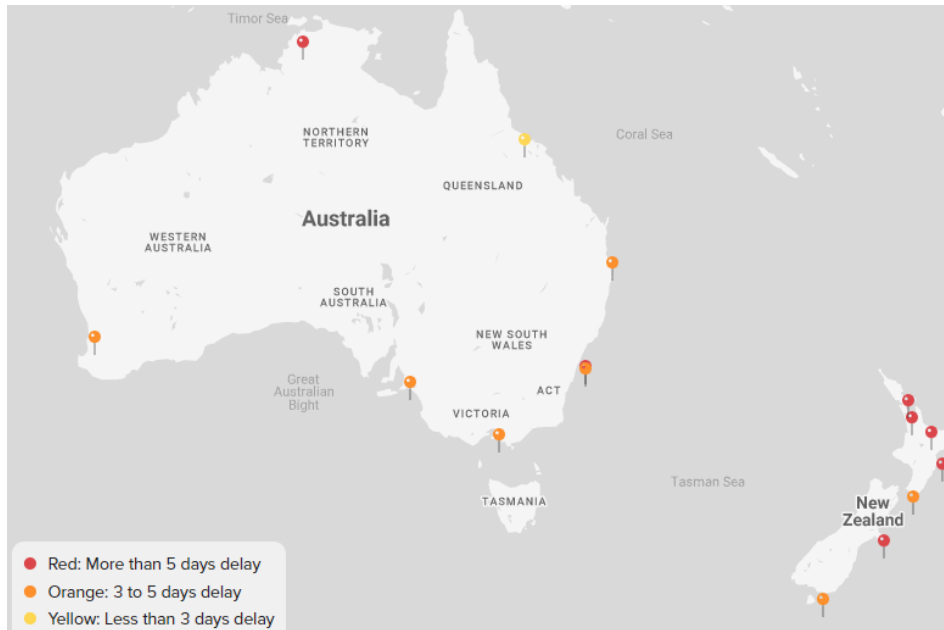 Timor Sea
NORTHERN
TERRITORY
Coral Sea
QUEENSLAND
Australia
WESTERN
AUSTRALIA
SOUTH
AUSTRALIA
NEW SOUTH
WALES
Great
Australian
Bight
ACT
VICTORIA
Tasman Sea
TASMANIA
New
Zealand
Red: More than 5 days delay
Orange: 3 to 5 days delay
Yellow: Less than 3 days delay